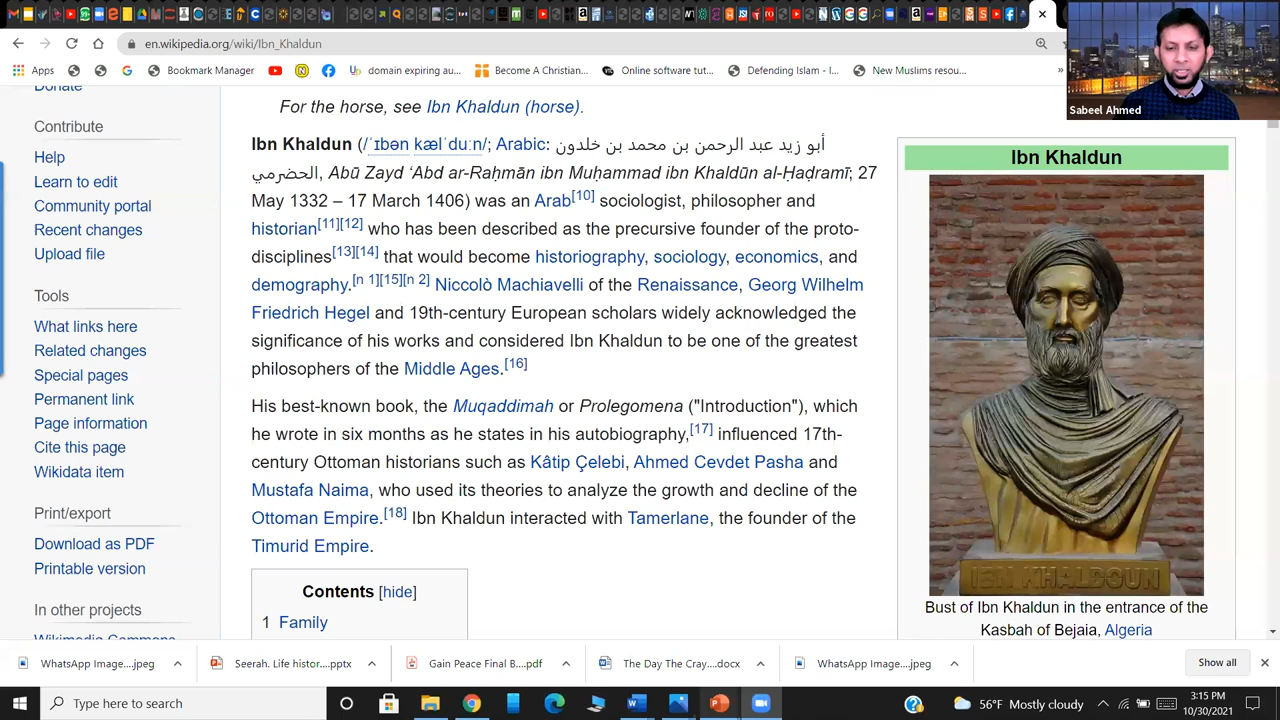 en.wikipedia.org/wiki/Ibn_Khaldun
Apps
Bookmark Manager
domain expiring au...
Become A Christian...
Online software tut...
Defending Islam - I...
New Muslims resou...
»
Sabeel Ahmed
Donate
Contribute
Help
Learn to edit
Community portal
Recent changes
Upload file
Tools
What links here
Related changes
Special pages
Permanent link
Page information
Cite this page
Wikidata item
Print/export
Download as PDF
Printable version
In other projects
Wikimedia Commons
For the horse, see Ibn Khaldun (horse).
Ibn Khaldun (/ˈɪbən kælˈduːn/; Arabic: أبو زيد عبد الرحمن بن محمد بن خلدون
الحضرمي, Abū Zayd ‘Abd ar-Raḥmān ibn Muḥammad ibn Khaldūn al-Ḥaḍramī; 27
May 1332 – 17 March 1406) was an Arab[10] sociologist, philosopher and
historian[11][12] who has been described as the precursive founder of the proto-
disciplines[13][14] that would become historiography, sociology, economics, and
demography.[n 1][15][n 2] Niccolò Machiavelli of the Renaissance, Georg Wilhelm
Friedrich Hegel and 19th-century European scholars widely acknowledged the
significance of his works and considered Ibn Khaldun to be one of the greatest
philosophers of the Middle Ages.[16]
His best-known book, the Muqaddimah or Prolegomena ("Introduction"), which
he wrote in six months as he states in his autobiography,[17] influenced 17th-
century Ottoman historians such as Kâtip Çelebi, Ahmed Cevdet Pasha and
Mustafa Naima, who used its theories to analyze the growth and decline of the
Ottoman Empire.[18] Ibn Khaldun interacted with Tamerlane, the founder of the
Timurid Empire.
Contents [hide]
1 Family
Ibn Khaldun
IBN KHALDOUN
Bust of Ibn Khaldun in the entrance of the
Kasbah of Bejaia, Algeria
WhatsApp Image....jpeg
Seerah. Life histor....pptx
Gain Peace Final B....pdf
The Day The Cray....docx
WhatsApp Image....jpeg
Show all
Type here to search
56°F Mostly cloudy
3:15 PM
10/30/2021